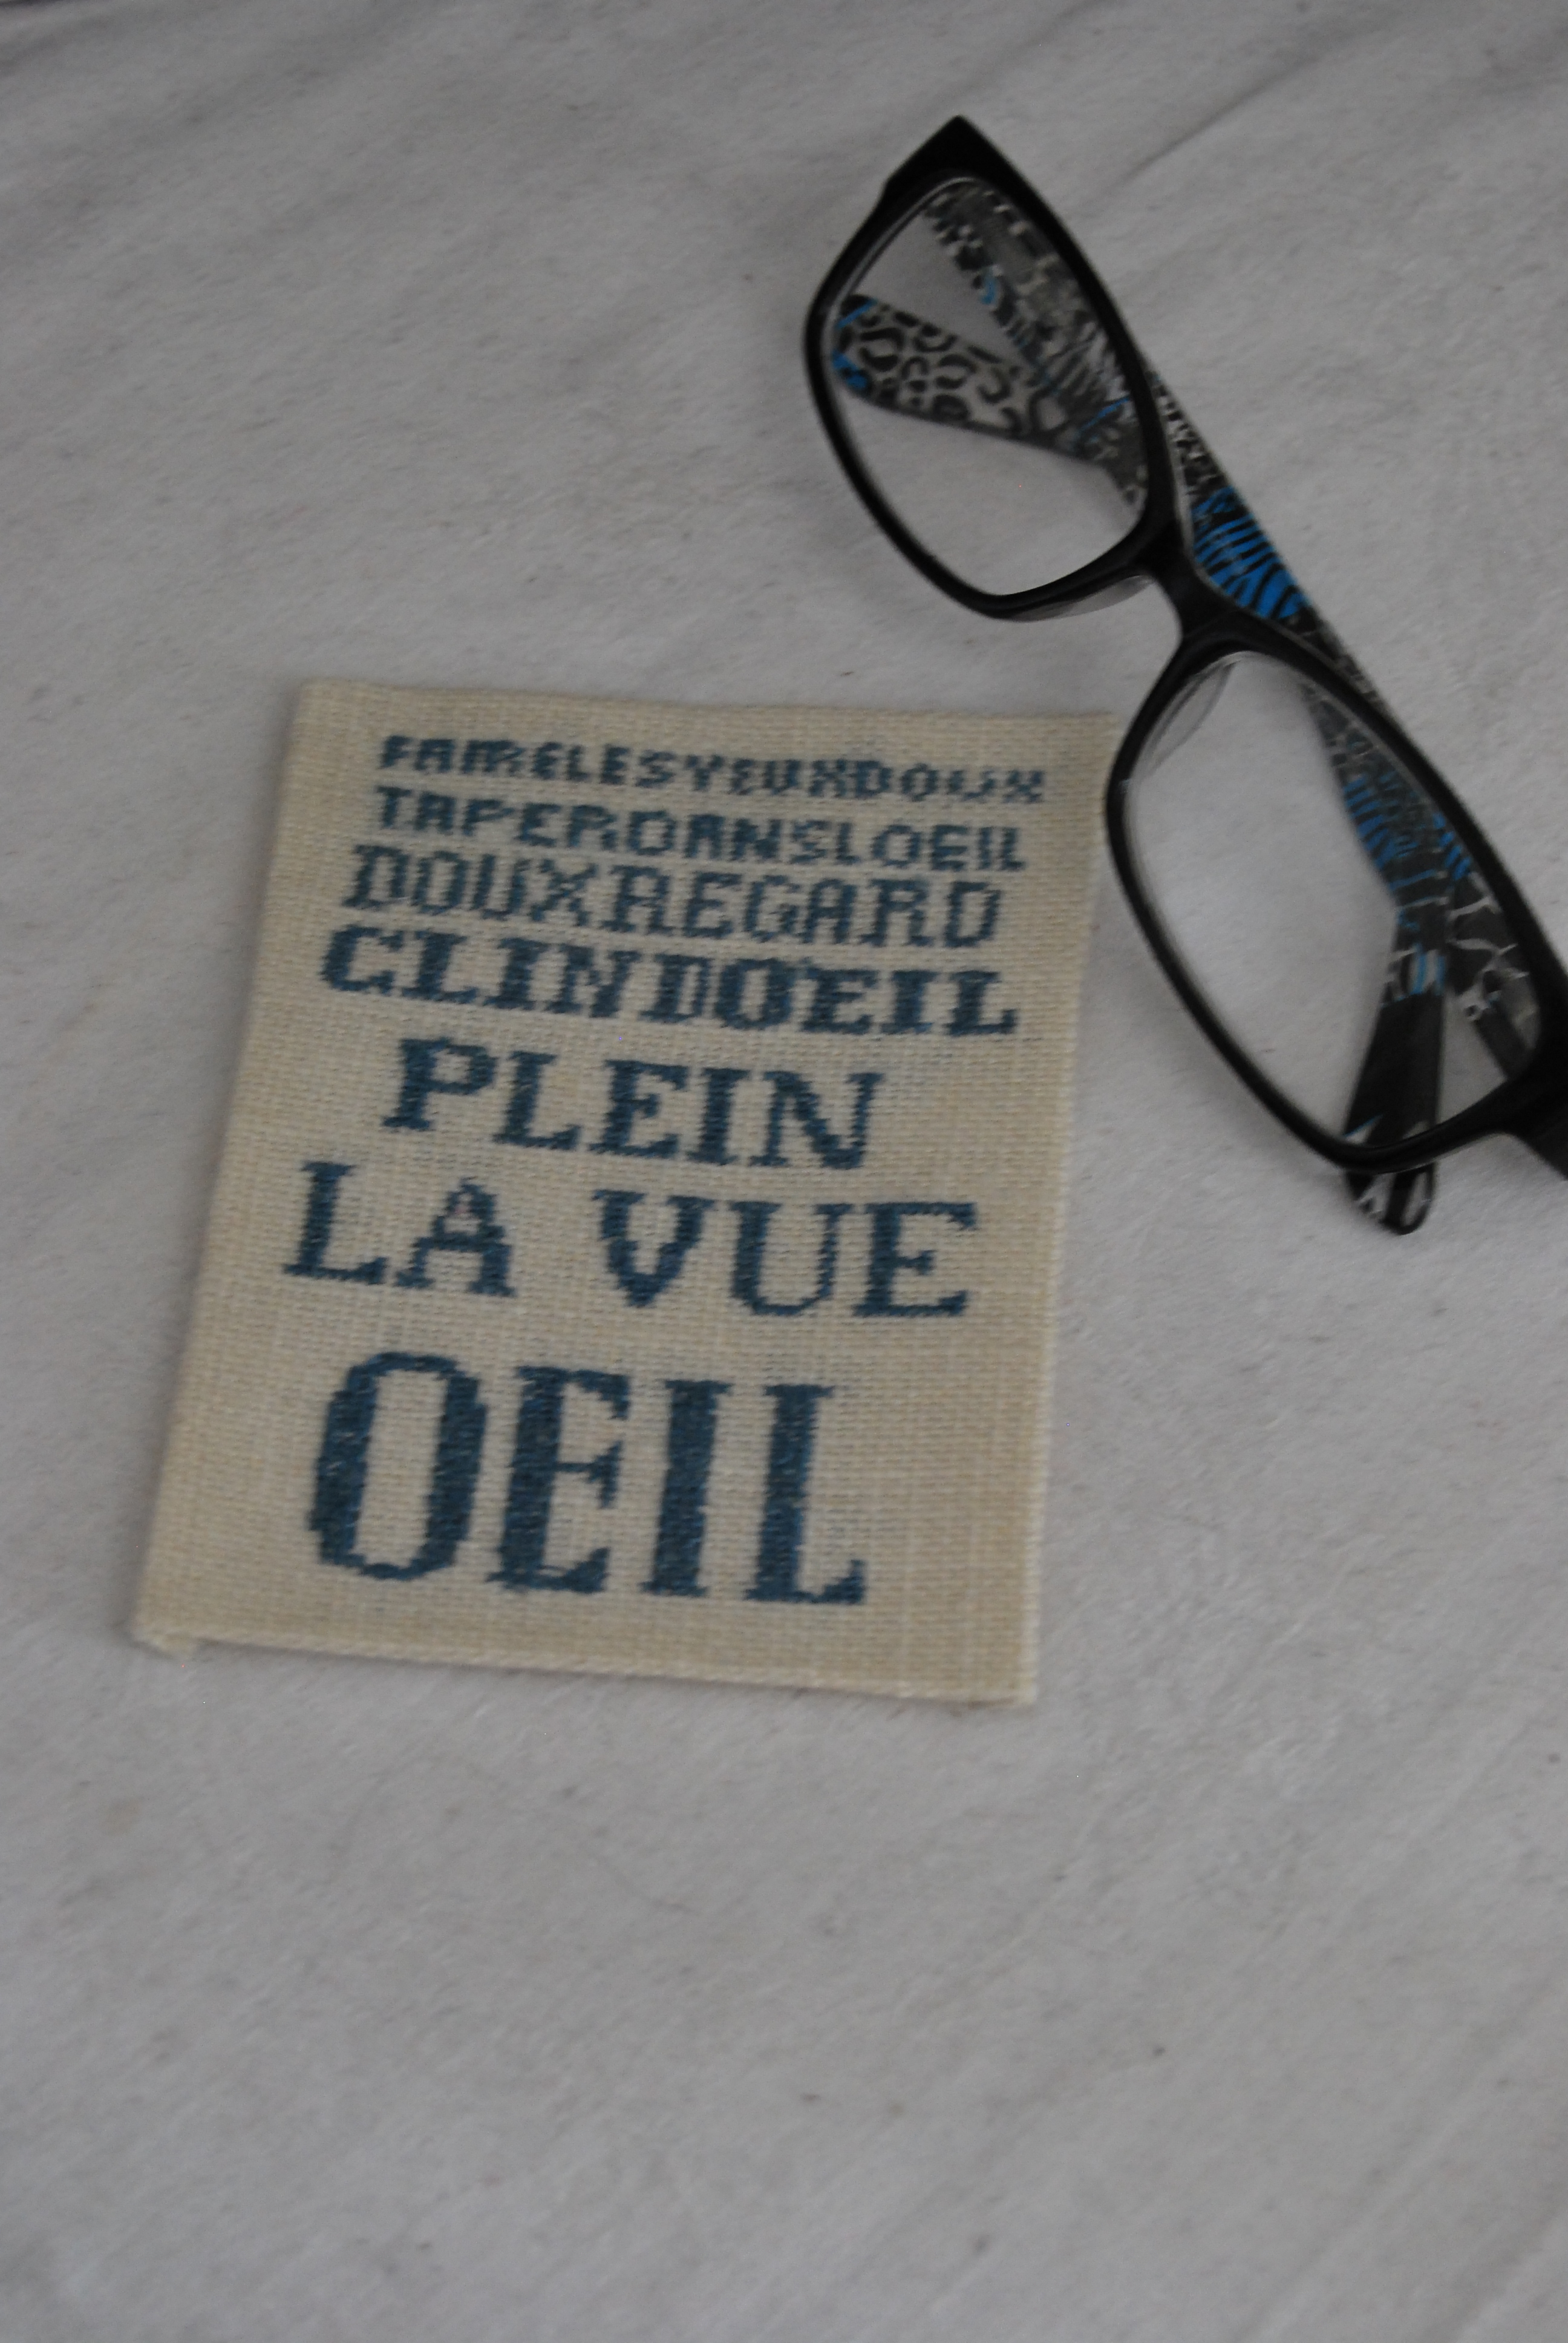 FAIRELESYEUXDOUX
TAPERDANSLOEIL
DOUXREGARD
CLINDOEIL
PLEIN
LA VUE
OEIL